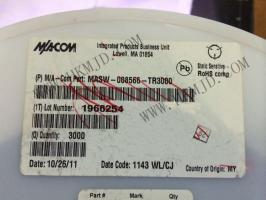 M/ACOM
Integrated Products Business Unit
Lowell, MA 01854
Pb
Static Sensitive
RoHS comp
(P) M/A-Com Part: MASW-008566-TR3000
(1T) Lot Number: 1966254
(Q) Quantity: 3000
Date: 10/26/11
Date Code: 1143 WL/CJ
Country of Origin: MY
Part #
Mark
Qty